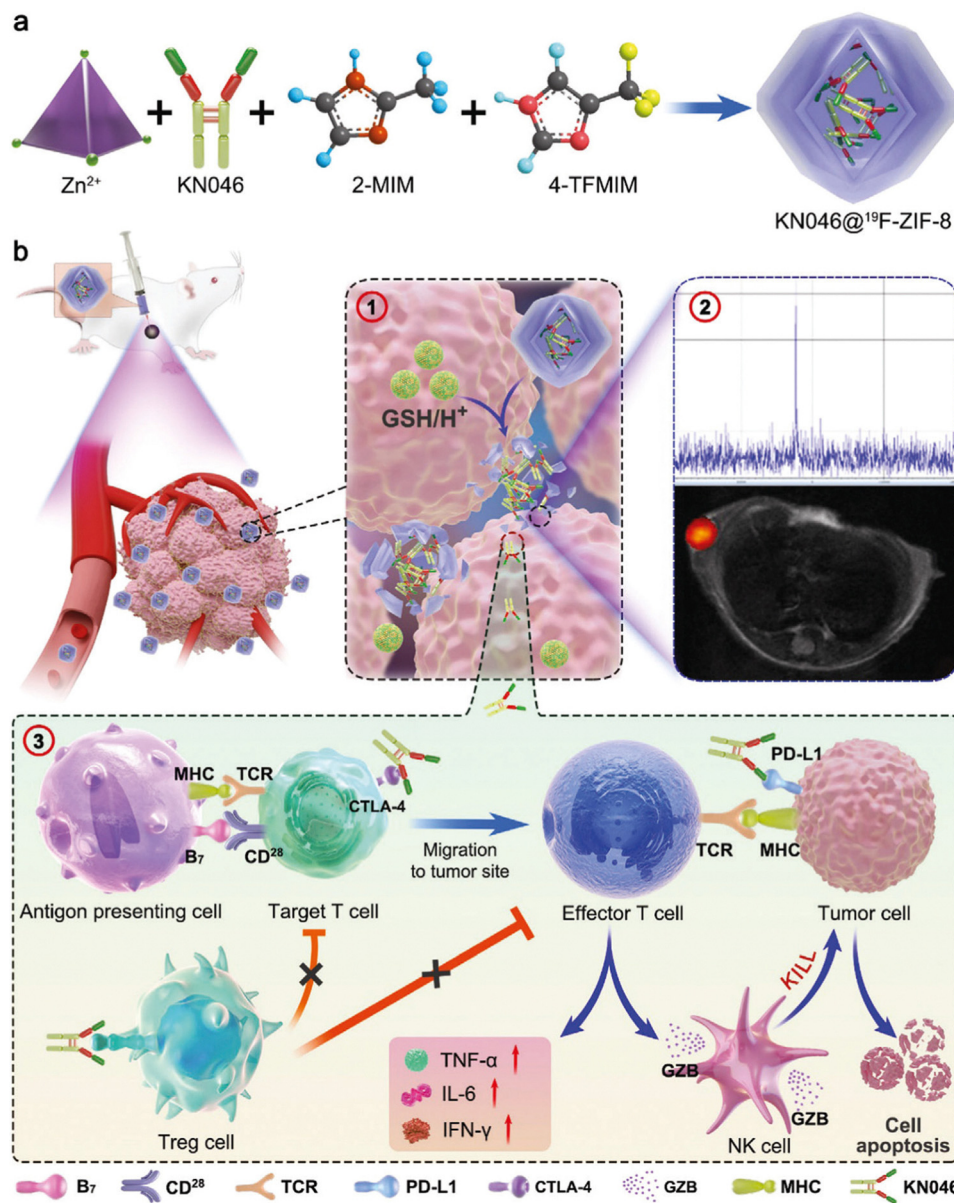 a
Zn²⁺
KN046
2-MIM
4-TFMIM
KN046@¹⁹F-ZIF-8
b
1
GSH/H⁺
2
3
MHC
TCR
CTLA-4
B₇
CD²⁸
Antigon presenting cell
Target T cell
Migration
to tumor site
PD-L1
TCR
MHC
Effector T cell
Tumor cell
Treg cell
TNF-α
IL-6
IFN-γ
GZB
GZB
KILL
NK cell
Cell
apoptosis
B₇ CD²⁸ TCR PD-L1 CTLA-4 GZB MHC KN046